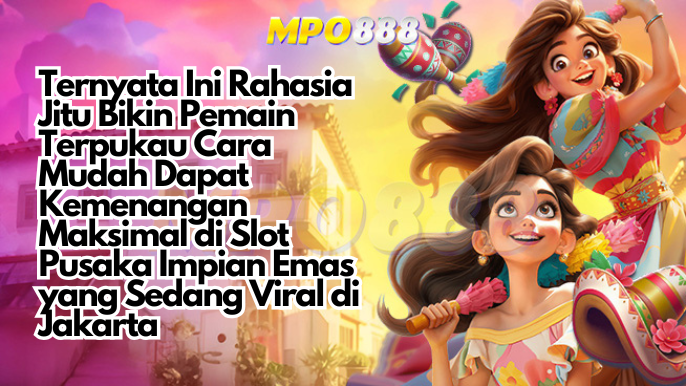 MPO888
Ternyata Ini Rahasia
Jitu Bikin Pemain
Terpukau Cara
Mudah Dapat
Kemenangan
Maksimal di Slot
Pusaka Impian Emas
yang Sedang Viral di
Jakarta